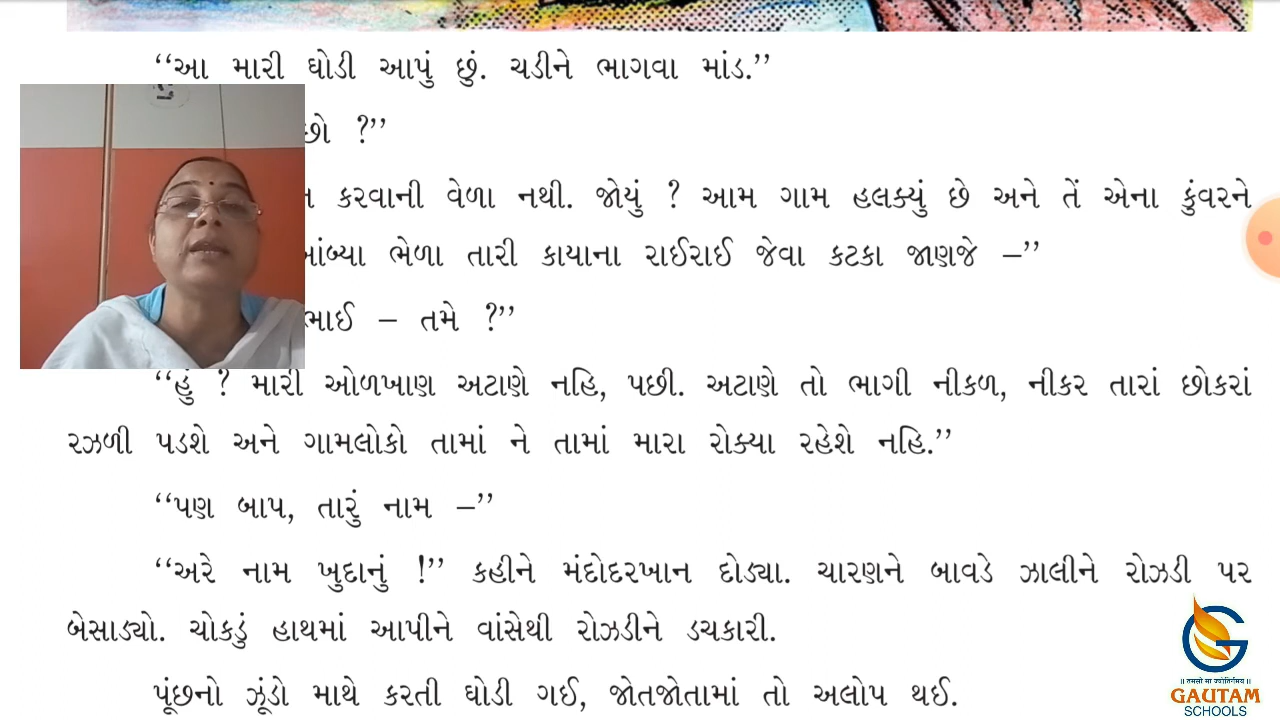 ‘‘આ મારી ઘોડી આપું છું. ચડીને ભાગવા માંડ.’’
છો ?’’
કરવાની વેળા નથી. જોયું ? આમ ગામ હલક્યું છે અને તેં એના કુંવરને
ભેળા તારી કાયાના રાઈરાઈ જેવા કટકા જાણજે –’’
ભાઈ – તમે ?’’
‘‘હું ? મારી ઓળખાણ અટાણે નહિ, પછી. અટાણે તો ભાગી નીકળ, નીકર તારાં છોકરાં
રઝળી પડશે અને ગામલોકો તામાં ને તામાં મારા રોક્યા રહેશે નહિ.’’
‘‘પણ બાપ, તારું નામ –’’
‘‘અરે નામ ખુદાનું !’’ કહીને મંદોદરખાન દોડ્યા. ચારણને બાવડે ઝાલીને રોઝડી પર
બેસાડ્યો. ચોકડું હાથમાં આપીને વાંસેથી રોઝડીને ડચકારી.
પૂંછનો ઝૂંડો માથે કરતી ઘોડી ગઈ, જોતજોતામાં તો અલોપ થઈ.
॥ तमसो मा ज्योतिर्गमय ॥
GAUTAM
SCHOOLS